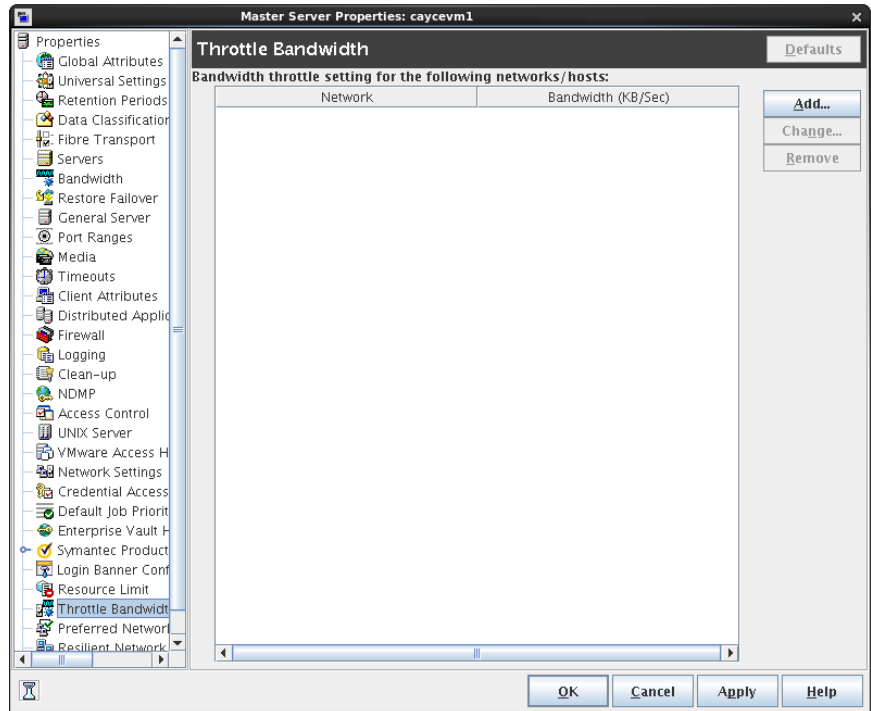 Master Server Properties: caycevm1
Properties
Global Attributes
Universal Settings
Retention Periods
Data Classification
Fibre Transport
Servers
Bandwidth
Restore Failover
General Server
Port Ranges
Media
Timeouts
Client Attributes
Distributed Applic
Firewall
Logging
Clean-up
NDMP
Access Control
UNIX Server
VMware Access H
Network Settings
Credential Access
Default Job Priorit
Enterprise Vault H
Symantec Product
Login Banner Conf
Resource Limit
Throttle Bandwidt
Preferred Networ
Resilient Network
Throttle Bandwidth
Defaults
Bandwidth throttle setting for the following networks/hosts:
Network Bandwidth (KB/Sec)
Add...
Change...
Remove
OK Cancel Apply Help